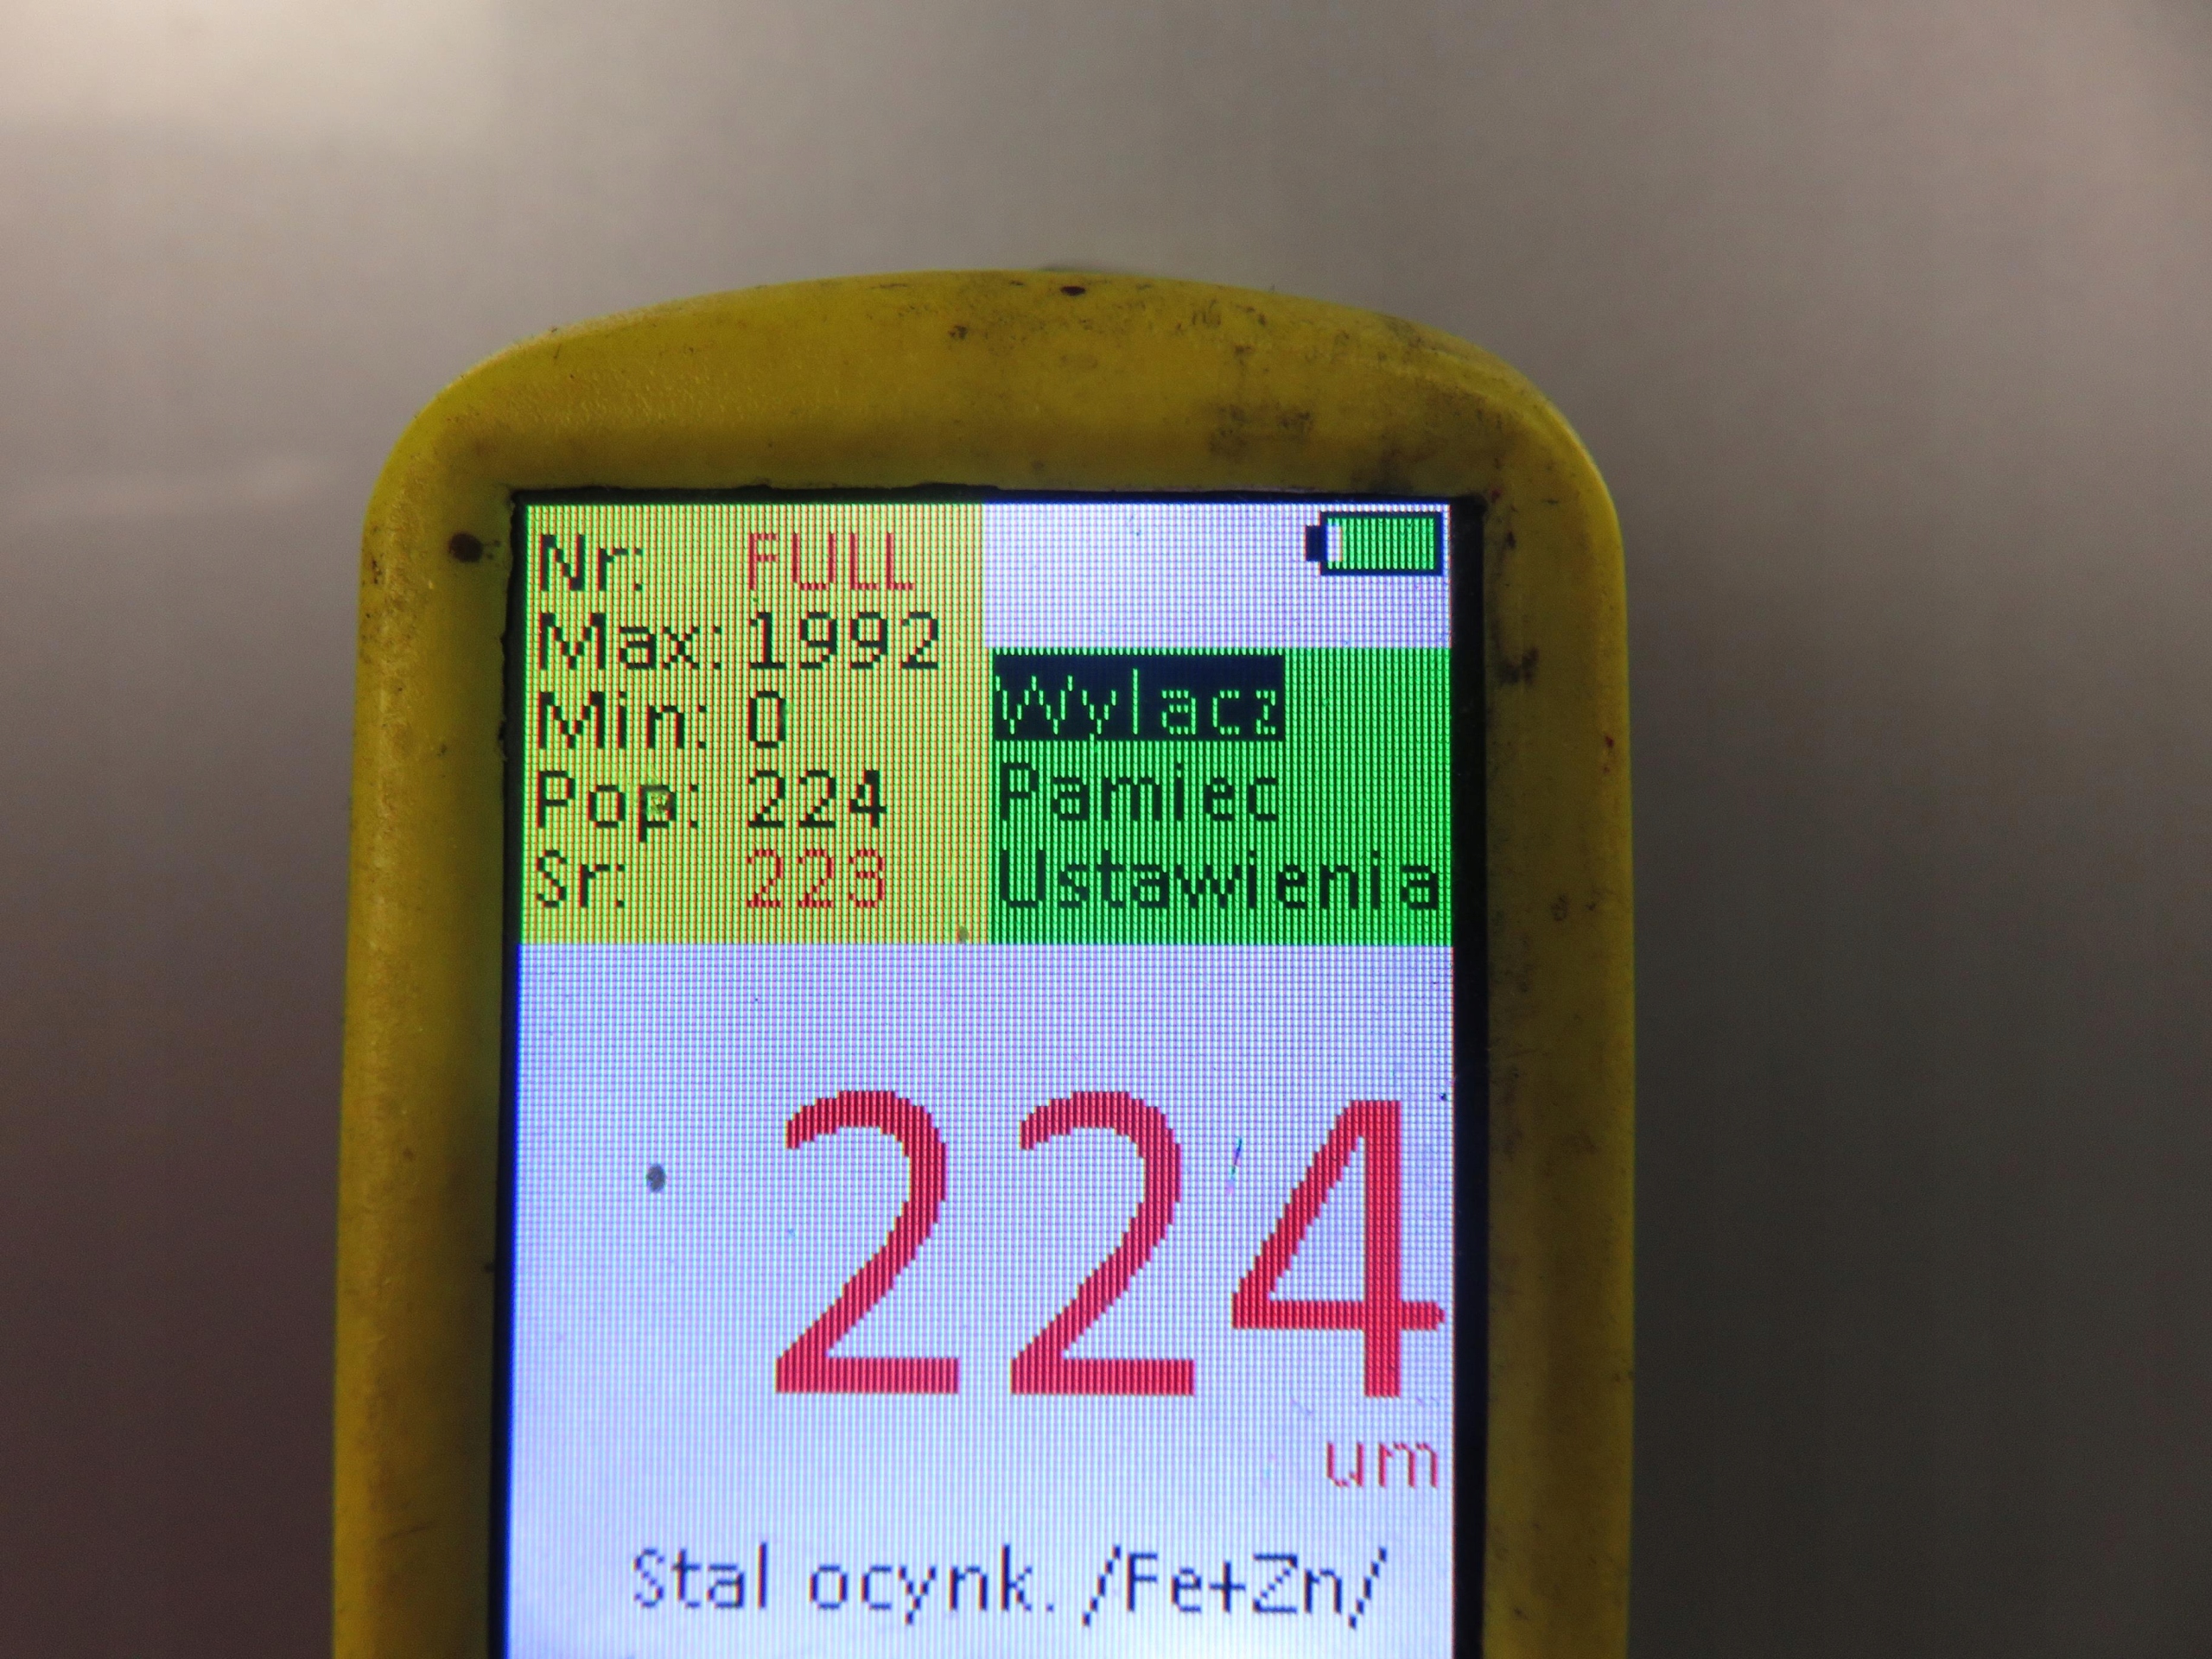 Nr: FULL
Max: 1992
Min: 0
Pop: 224
Sr: 223
Wylacz
Pamiec
Ustawienia
224
um
Stal ocynk. /Fe+Zn/